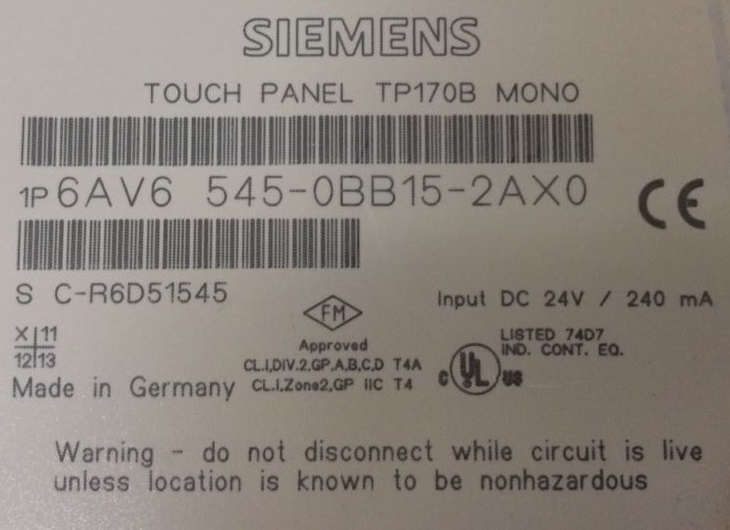 SIEMENS
TOUCH PANEL TP170B MONO
1P 6AV6 545-0BB15-2AX0
CE
S C-R6D51545
FM
Approved
CL.I,DIV.2,GP.A,B,C,D T4A
CL.I,Zone2,GP IIC T4
Input DC 24V / 240 mA
LISTED 74D7
IND. CONT. EQ.
c UL us
X 11
12 13
Made in Germany
Warning - do not disconnect while circuit is live
unless location is known to be nonhazardous